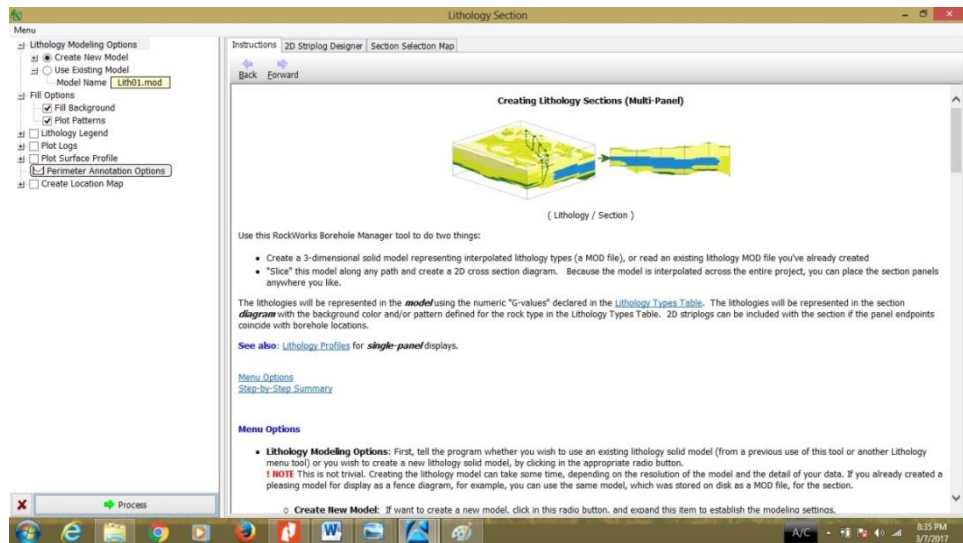 Lithology Section
Menu
Lithology Modeling Options
Create New Model
Use Existing Model
Model Name Lith01.mod
Fill Options
Fill Background
Plot Patterns
Lithology Legend
Plot Logs
Plot Surface Profile
Perimeter Annotation Options
Create Location Map
Process
Instructions 2D Striplog Designer Section Selection Map
Back Forward
Creating Lithology Sections (Multi-Panel)
( Lithology / Section )
Use this RockWorks Borehole Manager tool to do two things:
• Create a 3-dimensional solid model representing interpolated lithology types (a MOD file), or read an existing lithology MOD file you've already created
• "Slice" this model along any path and create a 2D cross section diagram. Because the model is interpolated across the entire project, you can place the section panels
anywhere you like.
The lithologies will be represented in the model using the numeric "G-values" declared in the Lithology Types Table. The lithologies will be represented in the section
diagram with the background color and/or pattern defined for the rock type in the Lithology Types Table. 2D striplogs can be included with the section if the panel endpoints
coincide with borehole locations.
See also: Lithology Profiles for single-panel displays.
Menu Options
Step-by-Step Summary
Menu Options
• Lithology Modeling Options: First, tell the program whether you wish to use an existing lithology solid model (from a previous use of this tool or another Lithology
menu tool) or you wish to create a new lithology solid model, by clicking in the appropriate radio button.
! NOTE This is not trivial. Creating the lithology model can take some time, depending on the resolution of the model and the detail of your data. If you already created a
pleasing model for display as a fence diagram, for example, you can use the same model, which was stored on disk as a MOD file, for the section.
o Create New Model: If want to create a new model, click in this radio button, and expand this item to establish the modeling settings.
A/C
8:35 PM
3/7/2017